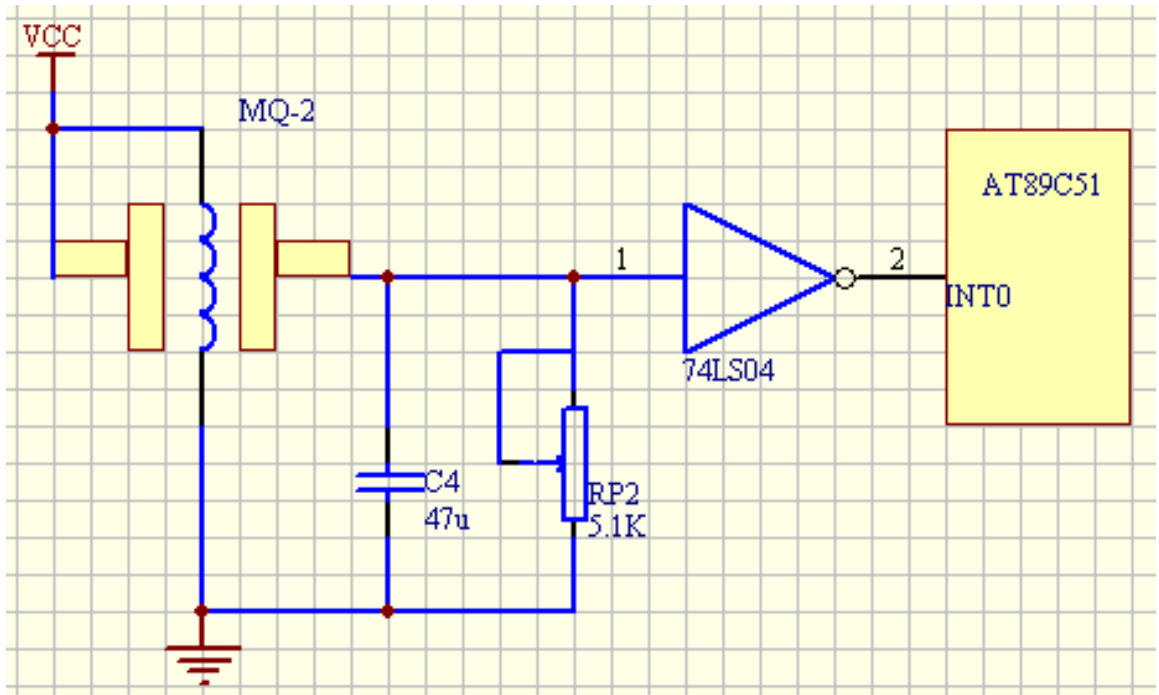 VCC
MQ-2
AT89C51
1
2
INT0
74LS04
C4
47u
RP2
5.1K